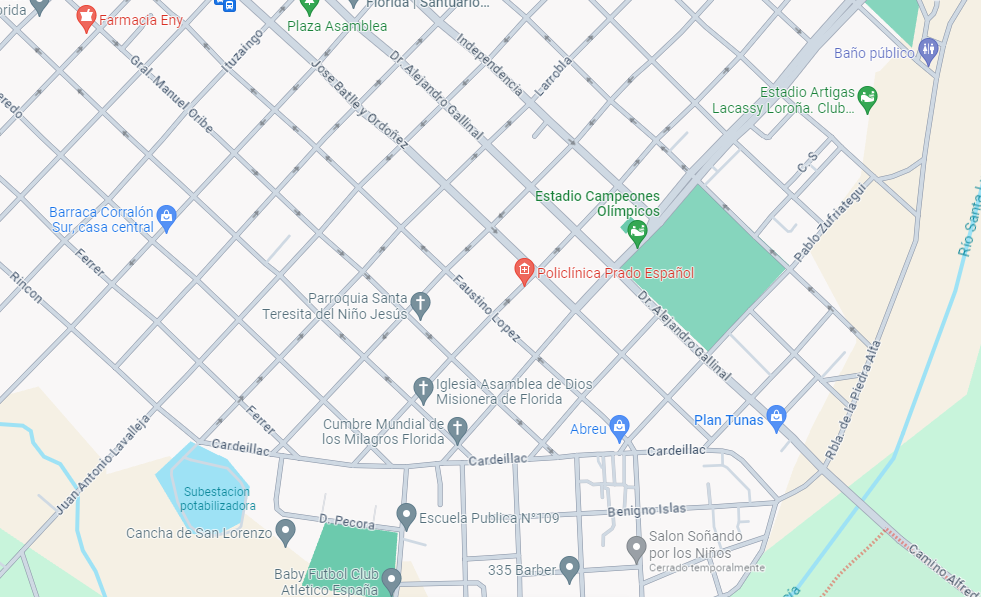 Florida | Santuario...
orida
Farmacia Eny
Plaza Asamblea
Ituzaingo
Independencia
Larrobla
Baño público
Gral. Manuel Oribe
Jose Batlle y Ordoñez
Dr. Alejandro Gallinal
Estadio Artigas
Lacassy Loroña. Club...
eredo
C- S
Pablo Zufriategui
Río Santa L
Estadio Campeones
Olímpicos
Barraca Corralón
Sur, casa central
Ferrer
Rincon
Policlínica Prado Español
Parroquia Santa
Teresita del Niño Jesús
Faustino Lopez
Dr. Alejandro Gallinal
Rbla. de la Piedra Alta
Iglesia Asamblea de Dios
Misionera de Florida
Juan Antonio Lavalleja
Ferrer
Cumbre Mundial de
los Milagros Florida
Abreu
Plan Tunas
Cardeillac
Cardeillac
Cardeillac
Subestacion
potabilizadora
Benigno Islas
D. Pecora
Escuela Publica N°109
Cancha de San Lorenzo
Salon Soñando
por los Niños
Cerrado temporalmente
335 Barber
Baby Futbol Club
Atletico España
Camino Alfred
cia